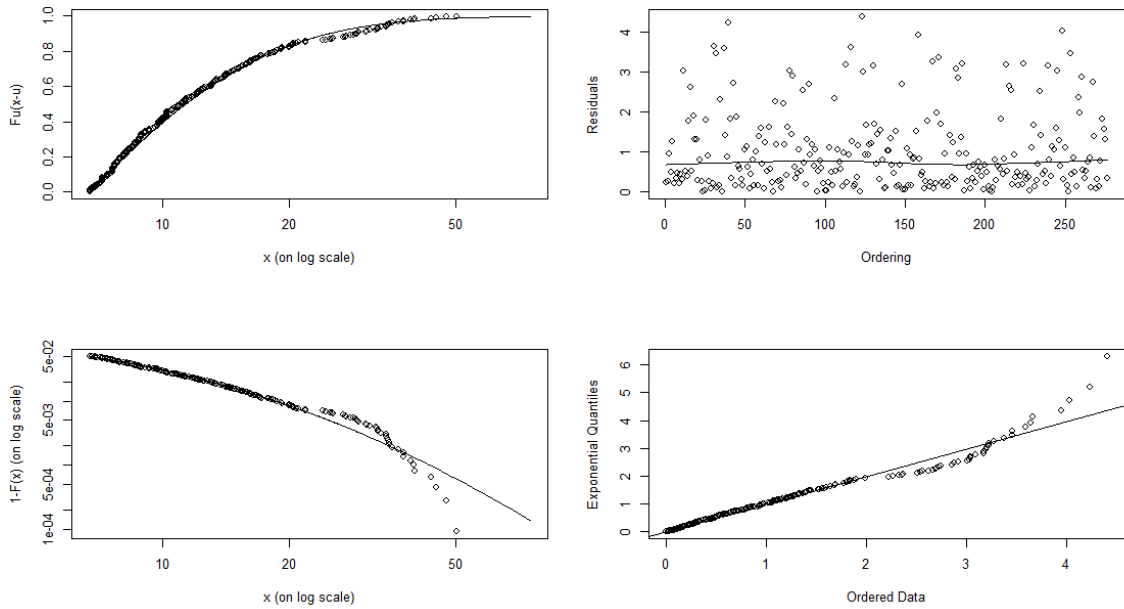 Fu(x-u)
0.0 0.2 0.4 0.6 0.8 1.0
10 20 50
x (on log scale)
Residuals
0 1 2 3 4
0 50 100 150 200 250
Ordering
1-F(x) (on log scale)
1e-04 5e-04 5e-03 5e-02
10 20 50
x (on log scale)
Exponential Quantiles
0 1 2 3 4 5 6
0 1 2 3 4
Ordered Data